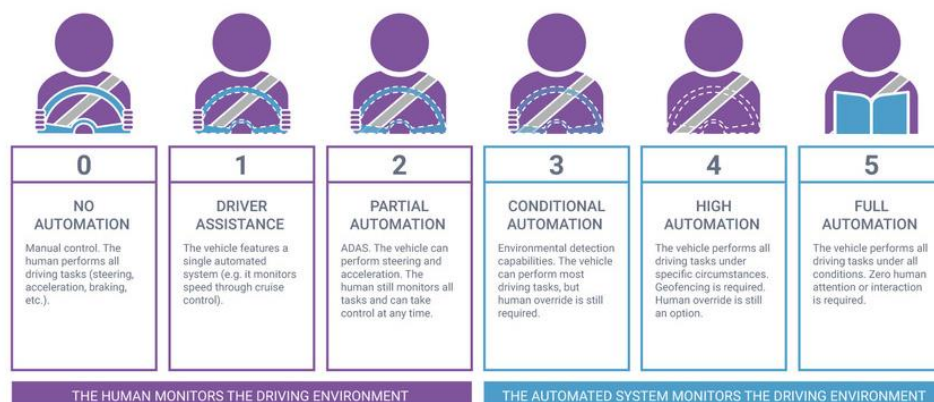 0
NO
AUTOMATION
Manual control. The
human performs all
driving tasks (steering,
acceleration, braking,
etc.).
1
DRIVER
ASSISTANCE
The vehicle features a
single automated
system (e.g. it monitors
speed through cruise
control).
2
PARTIAL
AUTOMATION
ADAS. The vehicle can
perform steering and
acceleration. The
human still monitors all
tasks and can take
control at any time.
3
CONDITIONAL
AUTOMATION
Environmental detection
capabilities. The vehicle
can perform most
driving tasks, but
human override is still
required.
4
HIGH
AUTOMATION
The vehicle performs all
driving tasks under
specific circumstances.
Geofencing is required.
Human override is still
an option.
5
FULL
AUTOMATION
The vehicle performs all
driving tasks under all
conditions. Zero human
attention or interaction
is required.
THE HUMAN MONITORS THE DRIVING ENVIRONMENT
THE AUTOMATED SYSTEM MONITORS THE DRIVING ENVIRONMENT